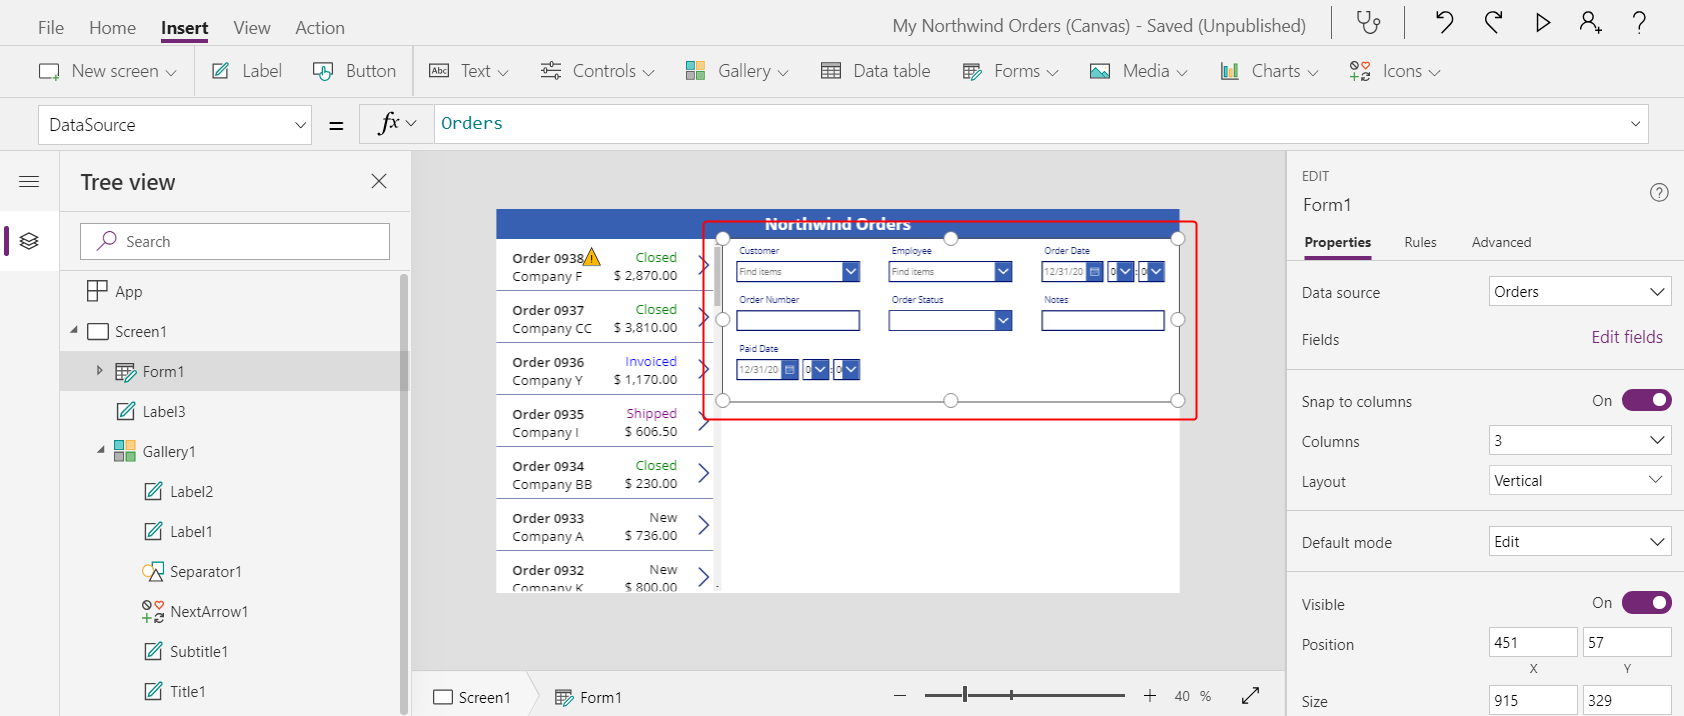 File Home Insert View Action My Northwind Orders (Canvas) - Saved (Unpublished)
New screen Label Button Abc Text Controls Gallery Data table Forms Media Charts Icons
DataSource = fx Orders
Tree view
Search
App
Screen1
Form1
Label3
Gallery1
Label2
Label1
Separator1
NextArrow1
Subtitle1
Title1
Northwind Orders
Order 0938 Closed
Company F $ 2,870.00
Order 0937 Closed
Company CC $ 3,810.00
Order 0936 Invoiced
Company Y $ 1,170.00
Order 0935 Shipped
Company I $ 606.50
Order 0934 Closed
Company BB $ 230.00
Order 0933 New
Company A $ 736.00
Order 0932 New
Company K $ 800.00
Customer Employee Order Date
Find items Find items 12/31/20 0 : 0
Order Number Order Status Notes
Paid Date
12/31/20 0 : 0
Screen1 Form1 40 %
EDIT
Form1
Properties Rules Advanced
Data source Orders
Fields Edit fields
Snap to columns On
Columns 3
Layout Vertical
Default mode Edit
Visible On
Position 451 57
X Y
Size 915 329